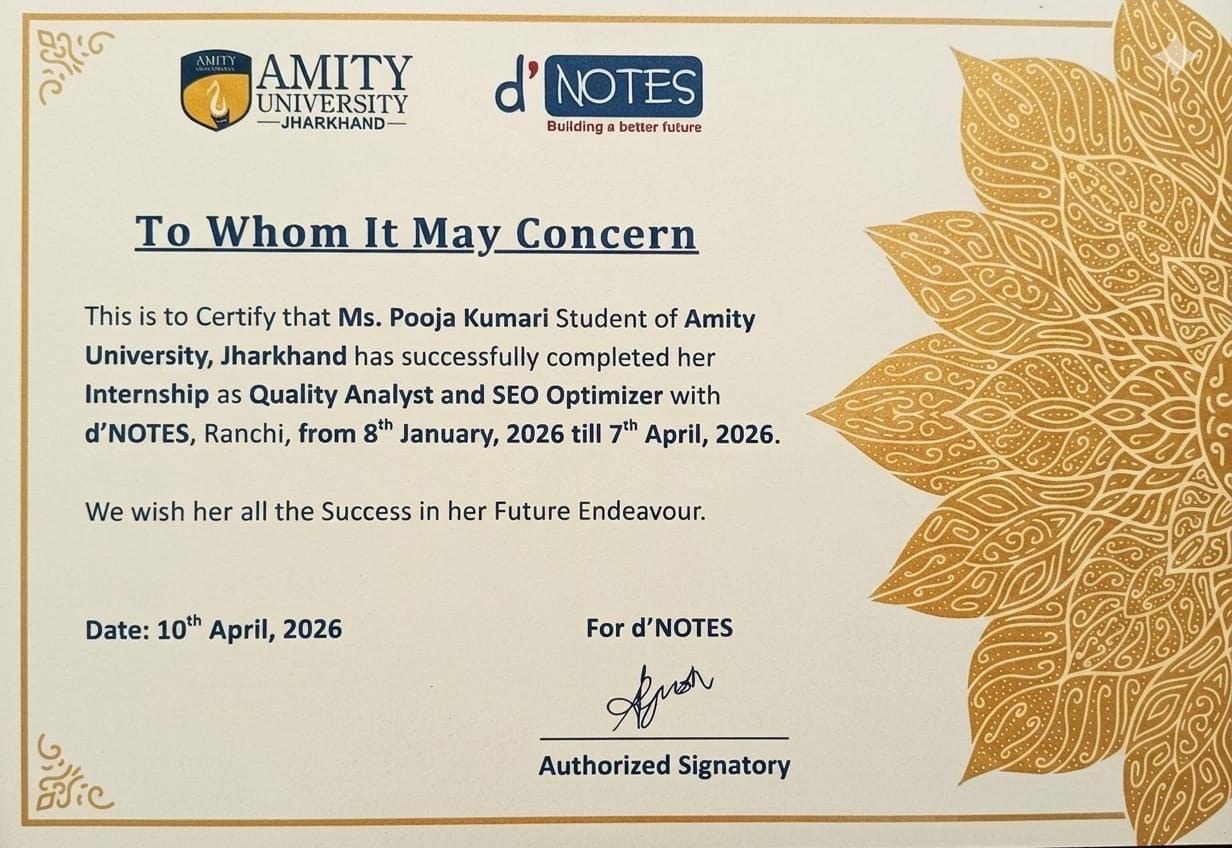 AMITY
UNIVERSITY
AMITY
UNIVERSITY
JHARKHAND
d'NOTES
Building a better future
To Whom It May Concern
This is to Certify that Ms. Pooja Kumari Student of Amity
University, Jharkhand has successfully completed her
Internship as Quality Analyst and SEO Optimizer with
d’NOTES, Ranchi, from 8th January, 2026 till 7th April, 2026.
We wish her all the Success in her Future Endeavour.
Date: 10th April, 2026
For d’NOTES
Authorized Signatory